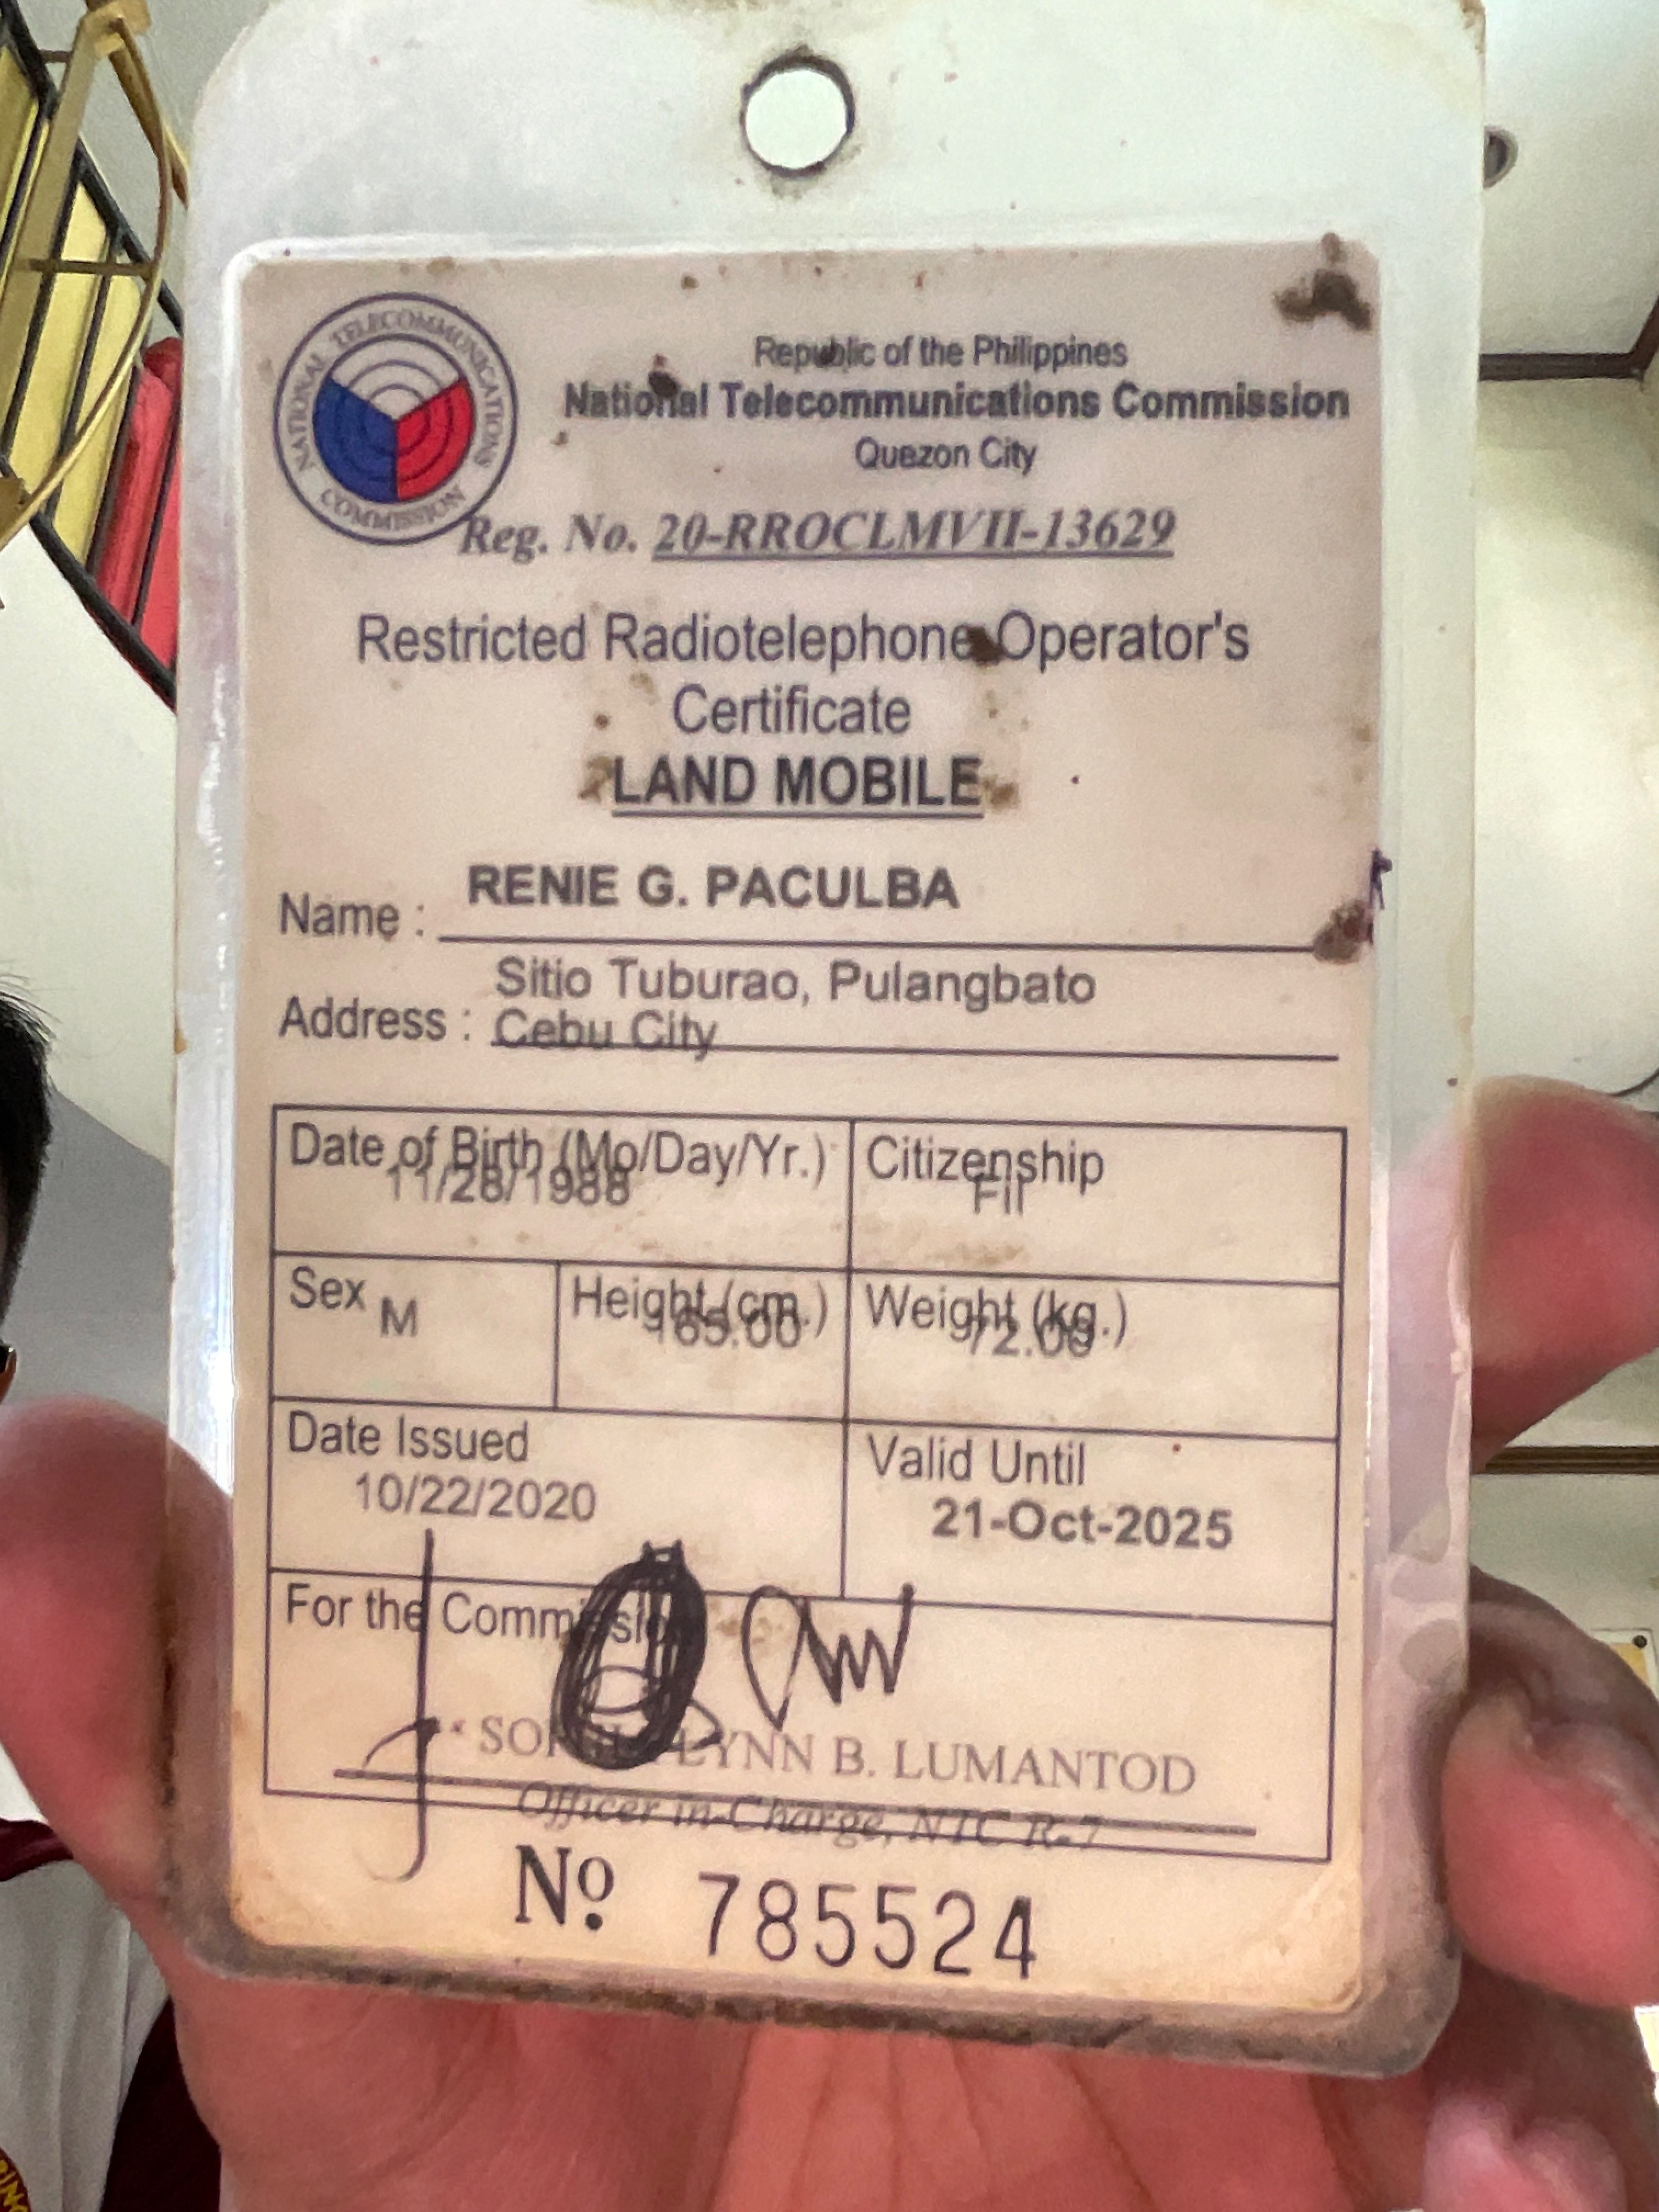 NATIONAL TELECOMMUNICATIONS COMMISSION
Republic of the Philippines
National Telecommunications Commission
Quezon City
Reg. No. 20-RROCLMVII-13629
Restricted Radiotelephone Operator's
Certificate
LAND MOBILE
Name : RENIE G. PACULBA
Address : Sitio Tuburao, Pulangbato
Cebu City
Date of Birth (Mo/Day/Yr.) Citizenship
11/28/1988 Fil
Sex Height (cm.) Weight (kg.)
M 165.00 72.00
Date Issued Valid Until
10/22/2020 21-Oct-2025
For the Commission
LYNN B. LUMANTOD
Officer in-Charge, NTC R-7
No. 785524